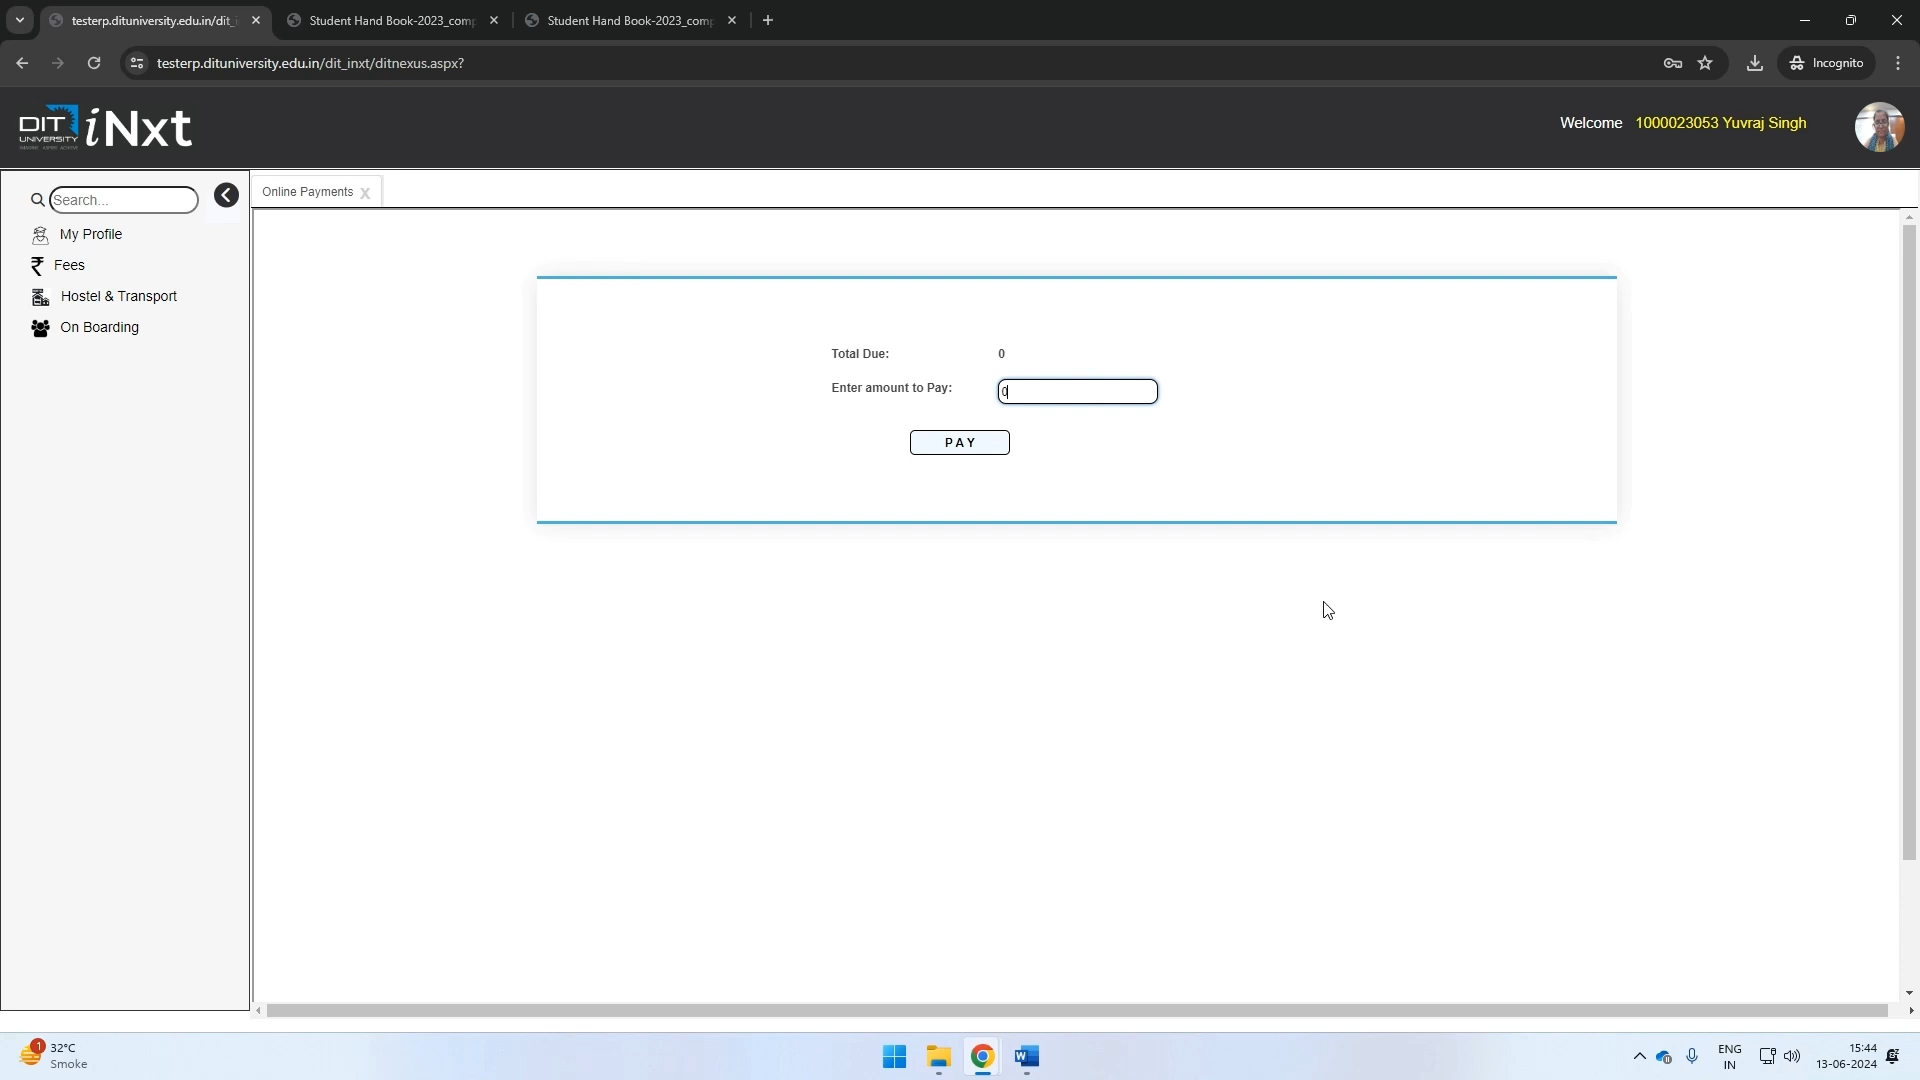 testerp.dituniversity.edu.in/dit_i
Student Hand Book-2023_comp
Student Hand Book-2023_comp
testerp.dituniversity.edu.in/dit_inxt/ditnexus.aspx?
Incognito
DIT
UNIVERSITY
iNxt
Welcome 1000023053 Yuvraj Singh
Search...
Online Payments x
My Profile
Fees
Hostel & Transport
On Boarding
Total Due: 0
Enter amount to Pay: 0
PAY
1
32°C
Smoke
ENG
IN
15:44
13-06-2024